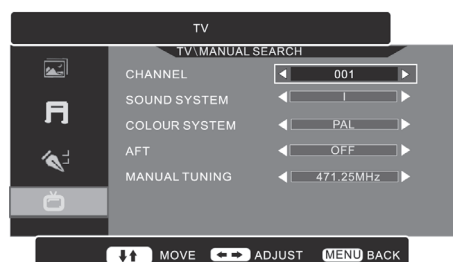 TV
TV\MANUAL SEARCH
CHANNEL 001
SOUND SYSTEM I
COLOUR SYSTEM PAL
AFT OFF
MANUAL TUNING 471.25MHz
MOVE ADJUST MENU BACK